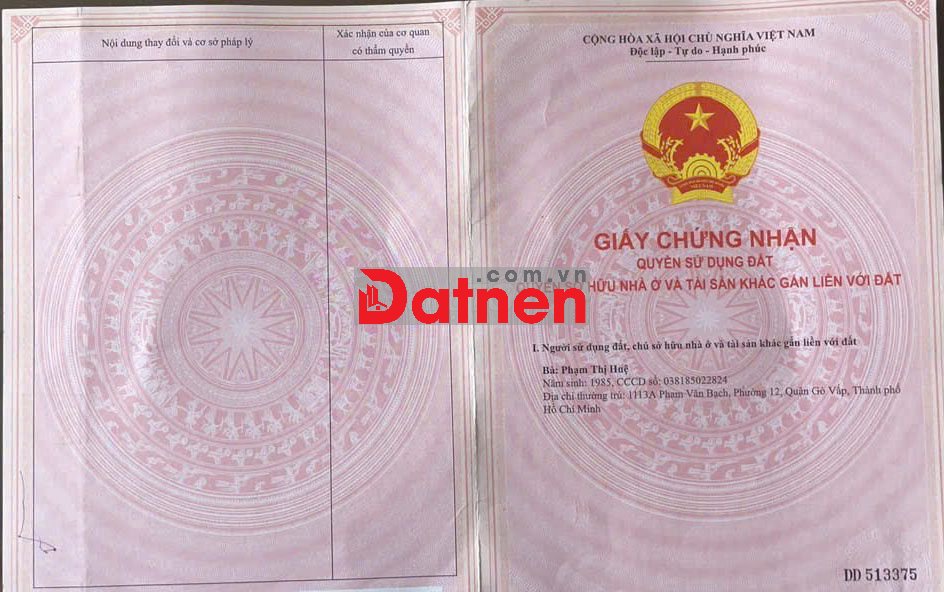 Nội dung thay đổi và cơ sở pháp lý
Xác nhận của cơ quan
có thẩm quyền
CỘNG HÒA XÃ HỘI CHỦ NGHĨA VIỆT NAM
Độc lập - Tự do - Hạnh phúc
VIỆT NAM
GIẤY CHỨNG NHẬN
QUYỀN SỬ DỤNG ĐẤT
QUYỀN SỞ HỮU NHÀ Ở VÀ TÀI SẢN KHÁC GẮN LIỀN VỚI ĐẤT
.com.vn
Datnen
I. Người sử dụng đất, chủ sở hữu nhà ở và tài sản khác gắn liền với đất
Bà: Phạm Thị Huệ
Năm sinh: 1985, CCCD số: 038185022824
Địa chỉ thường trú: 1113A Phạm Văn Bạch, Phường 12, Quận Gò Vấp, Thành phố
Hồ Chí Minh
DD 513375